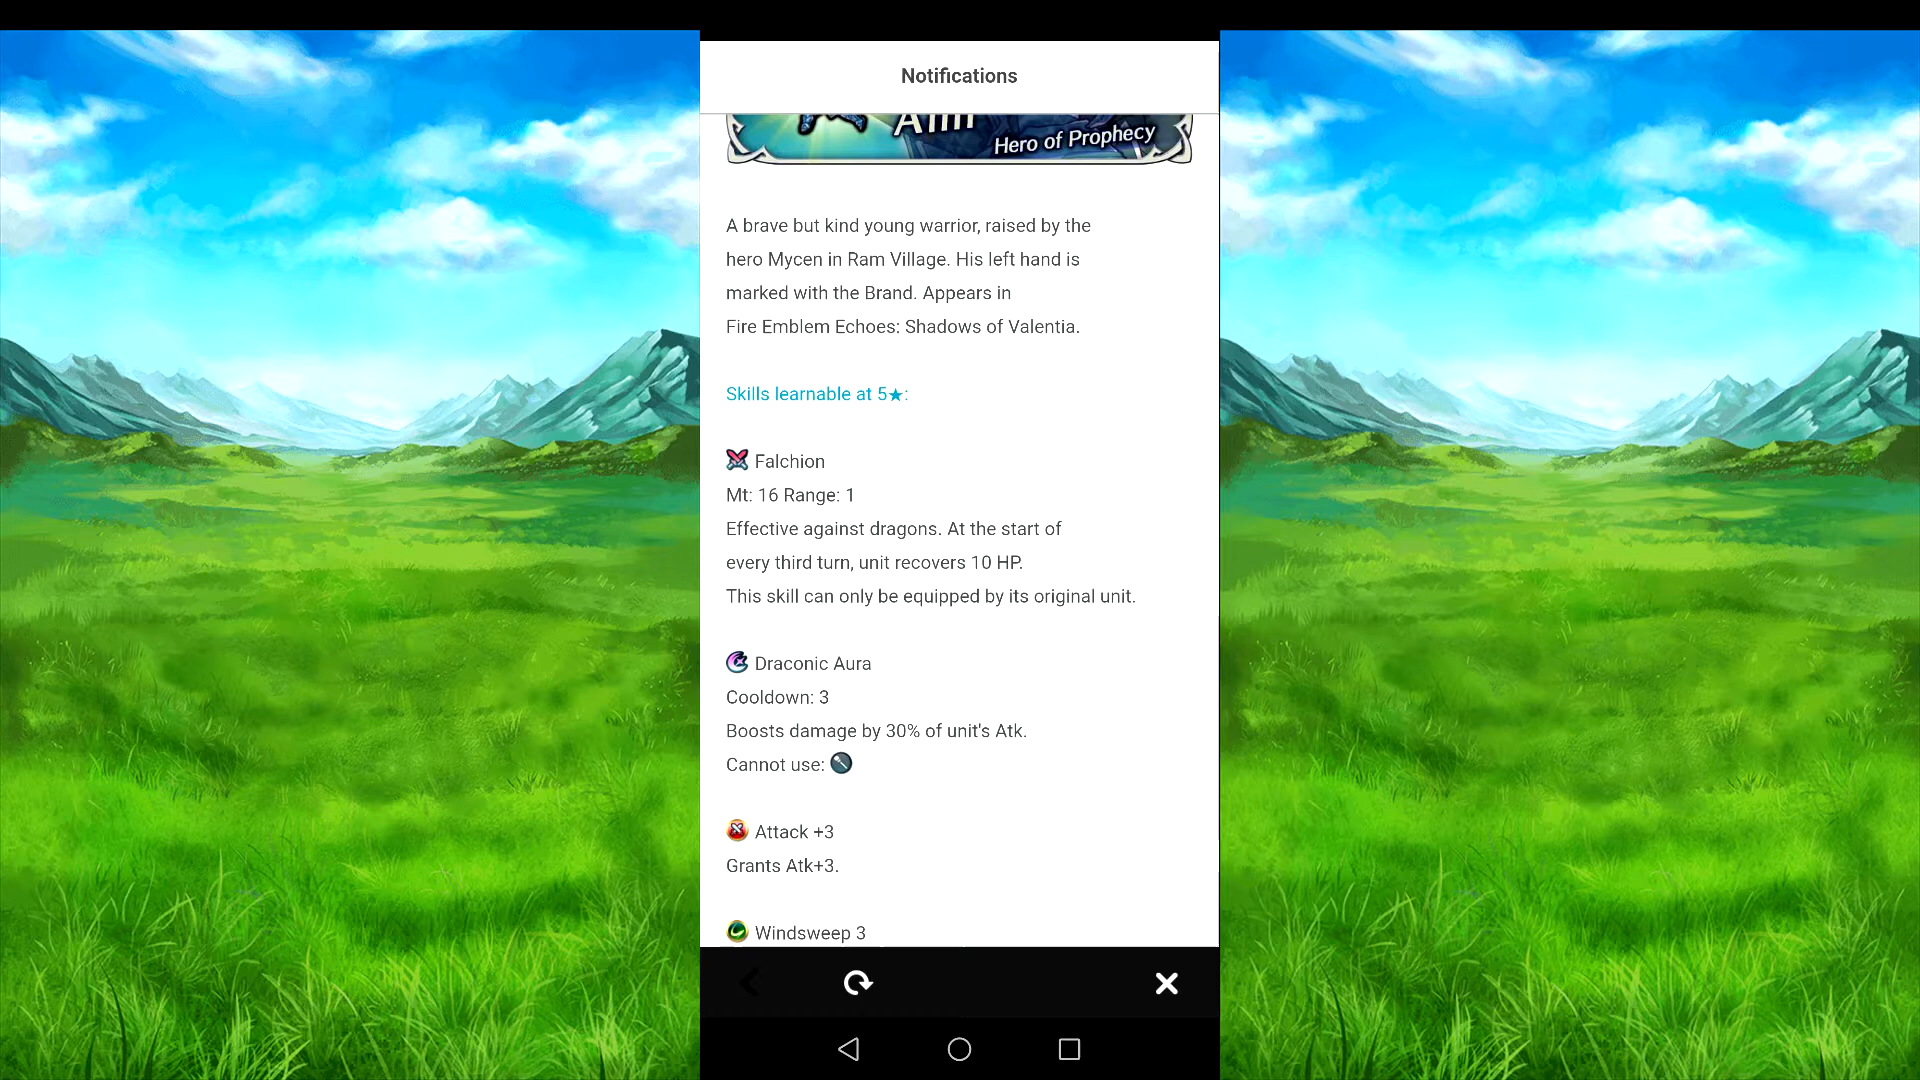 Notifications
Alm
Hero of Prophecy
A brave but kind young warrior, raised by the
hero Mycen in Ram Village. His left hand is
marked with the Brand. Appears in
Fire Emblem Echoes: Shadows of Valentia.
Skills learnable at 5★:
Falchion
Mt: 16 Range: 1
Effective against dragons. At the start of
every third turn, unit recovers 10 HP.
This skill can only be equipped by its original unit.
Draconic Aura
Cooldown: 3
Boosts damage by 30% of unit's Atk.
Cannot use:
Attack +3
Grants Atk+3.
Windsweep 3